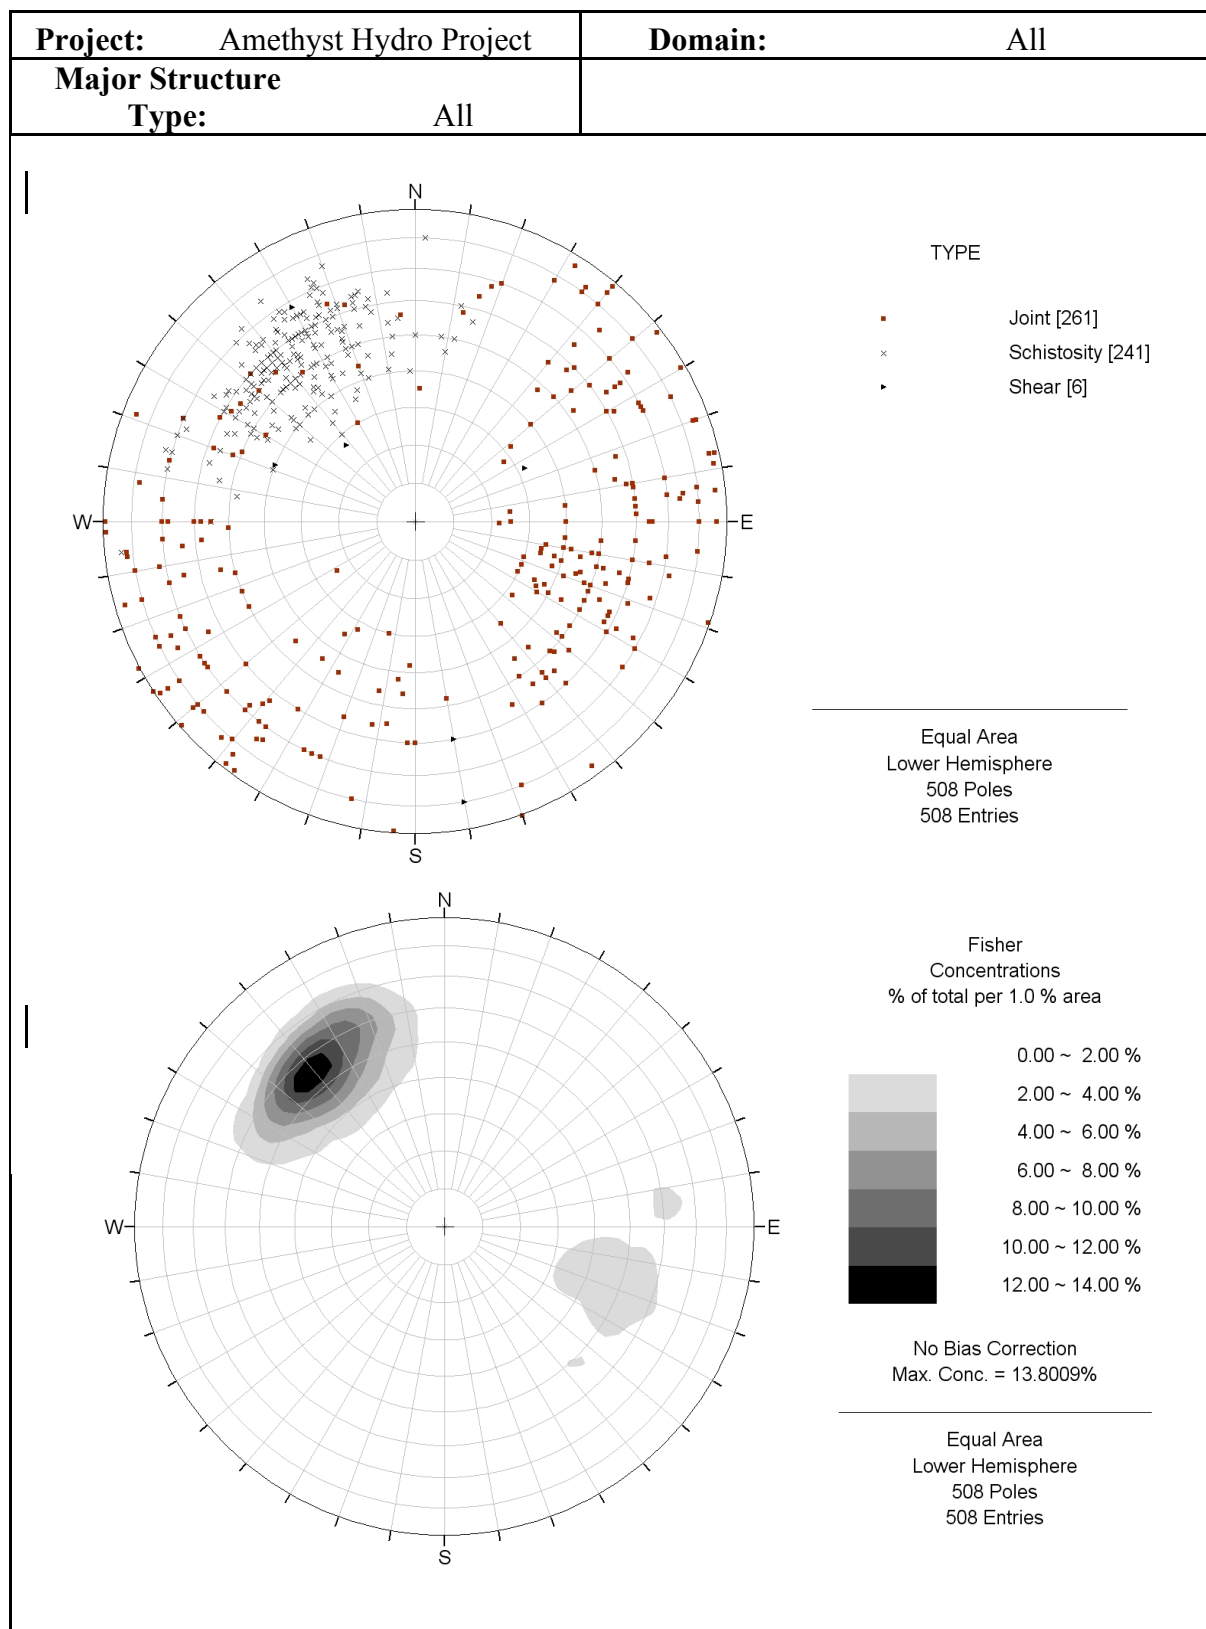 Project: Amethyst Hydro Project Domain: All
Major Structure
Type: All
N
W
E
S
TYPE
Joint [261]
Schistosity [241]
Shear [6]
Equal Area
Lower Hemisphere
508 Poles
508 Entries
N
W
E
S
Fisher
Concentrations
% of total per 1.0 % area
0.00 ~ 2.00 %
2.00 ~ 4.00 %
4.00 ~ 6.00 %
6.00 ~ 8.00 %
8.00 ~ 10.00 %
10.00 ~ 12.00 %
12.00 ~ 14.00 %
No Bias Correction
Max. Conc. = 13.8009%
Equal Area
Lower Hemisphere
508 Poles
508 Entries